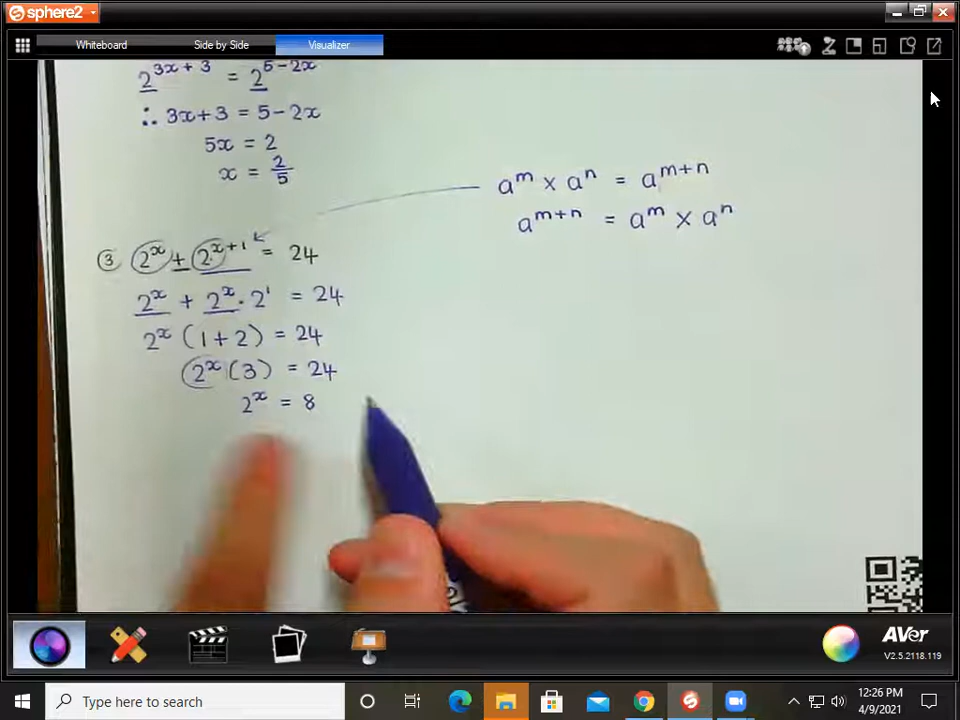 sphere2
Whiteboard
Side by Side
Visualizer
2^{3x+3} = 2^{5-2x}
∴ 3x+3 = 5-2x
5x = 2
x = 2/5
a^m × a^n = a^{m+n}
a^{m+n} = a^m × a^n
③ 2^x + 2^{x+1} = 24
2^x + 2^x · 2^1 = 24
2^x (1+2) = 24
2^x (3) = 24
2^x = 8
AVer
V2.5.2118.119
Type here to search
12:26 PM
4/9/2021